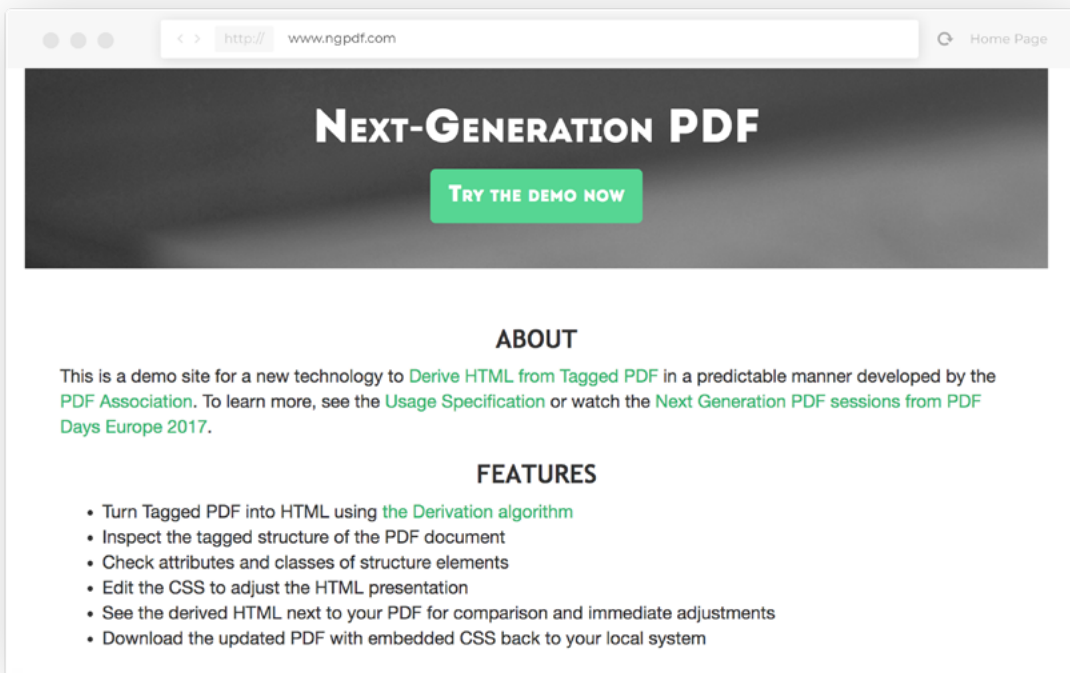 http:// www.ngpdf.com Home Page
Next-Generation PDF
Try the demo now
ABOUT
This is a demo site for a new technology to Derive HTML from Tagged PDF in a predictable manner developed by the
PDF Association. To learn more, see the Usage Specification or watch the Next Generation PDF sessions from PDF
Days Europe 2017.
FEATURES
• Turn Tagged PDF into HTML using the Derivation algorithm
• Inspect the tagged structure of the PDF document
• Check attributes and classes of structure elements
• Edit the CSS to adjust the HTML presentation
• See the derived HTML next to your PDF for comparison and immediate adjustments
• Download the updated PDF with embedded CSS back to your local system